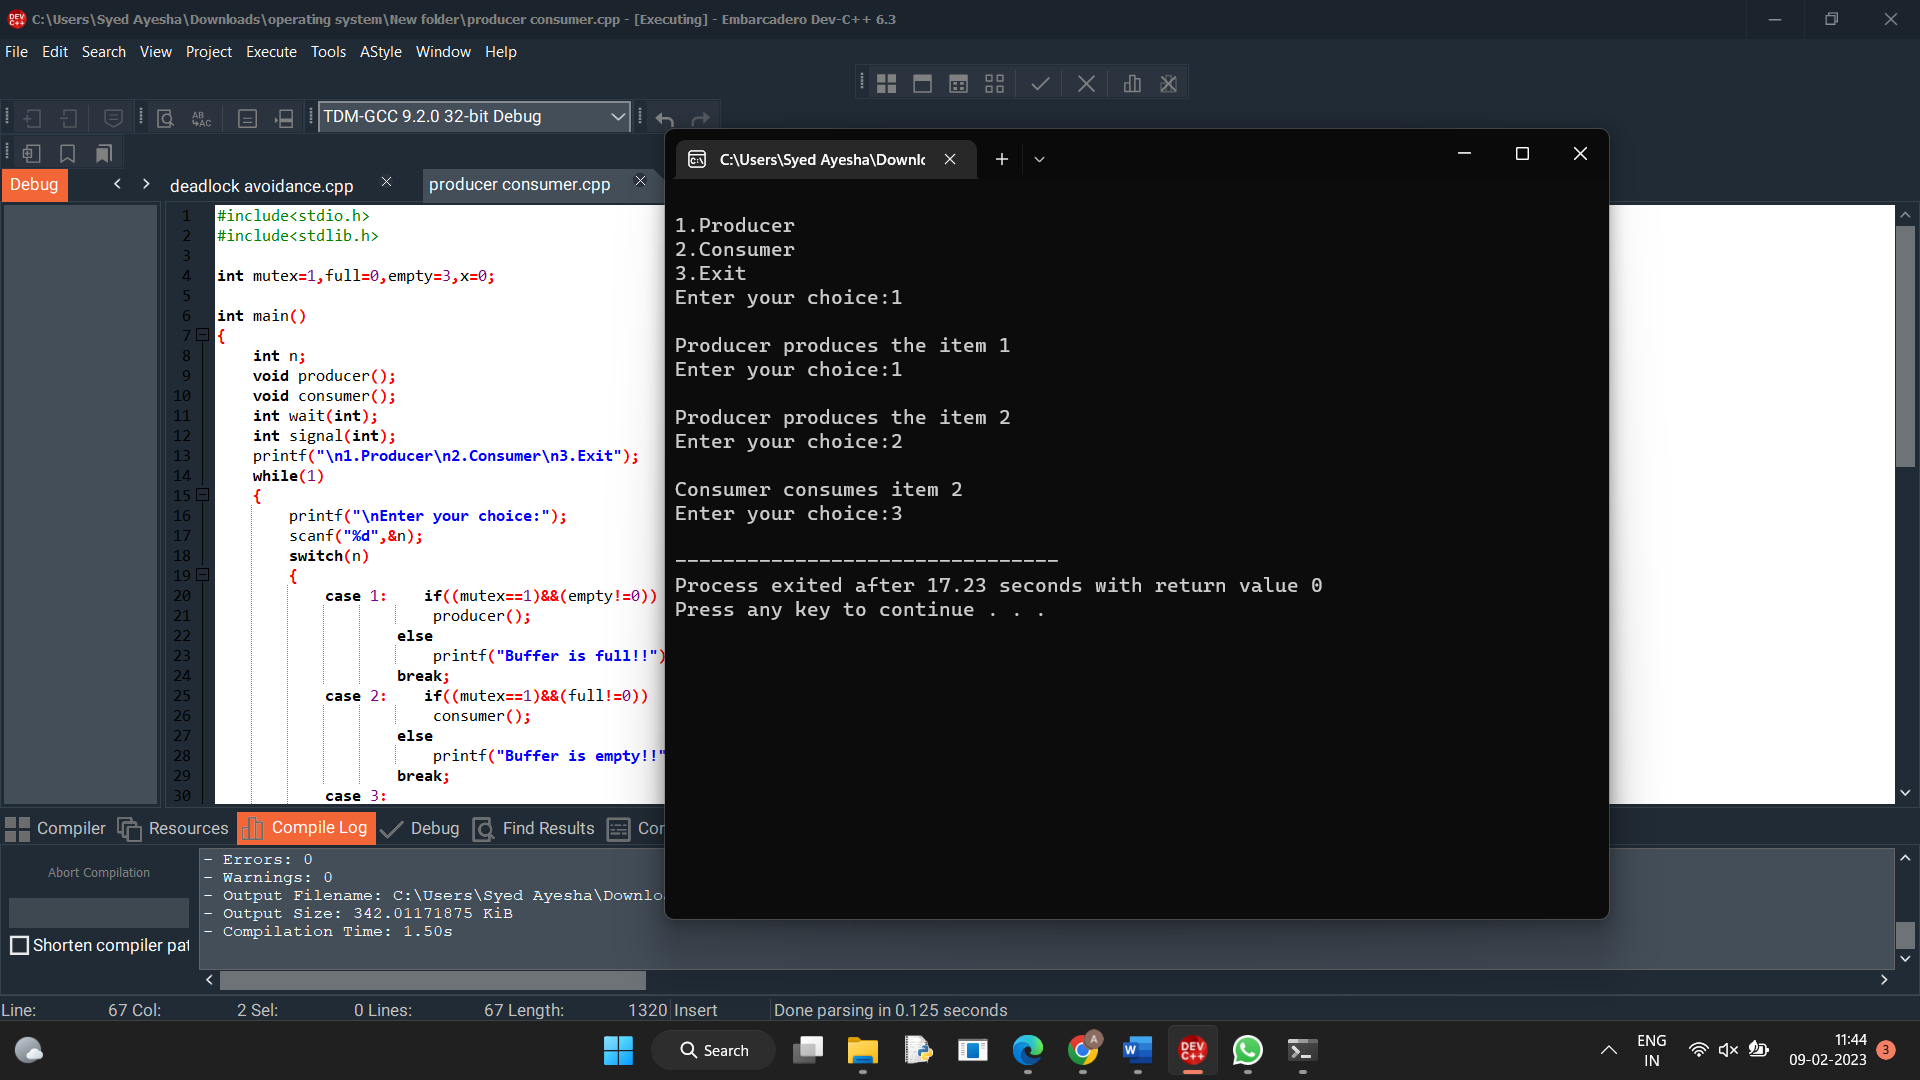 C:\Users\Syed Ayesha\Downloads\operating system\New folder\producer consumer.cpp - [Executing] - Embarcadero Dev-C++ 6.3
File Edit Search View Project Execute Tools AStyle Window Help
TDM-GCC 9.2.0 32-bit Debug
Debug
deadlock avoidance.cpp
producer consumer.cpp
1 #include<stdio.h>
2 #include<stdlib.h>
3
4 int mutex=1,full=0,empty=3,x=0;
5
6 int main()
7 {
8 int n;
9 void producer();
10 void consumer();
11 int wait(int);
12 int signal(int);
13 printf("\n1.Producer\n2.Consumer\n3.Exit");
14 while(1)
15 {
16 printf("\nEnter your choice:");
17 scanf("%d",&n);
18 switch(n)
19 {
20 case 1: if((mutex==1)&&(empty!=0))
21 producer();
22 else
23 printf("Buffer is full!!")
24 break;
25 case 2: if((mutex==1)&&(full!=0))
26 consumer();
27 else
28 printf("Buffer is empty!!"
29 break;
30 case 3:
C:\Users\Syed Ayesha\Downlo
1.Producer
2.Consumer
3.Exit
Enter your choice:1
Producer produces the item 1
Enter your choice:1
Producer produces the item 2
Enter your choice:2
Consumer consumes item 2
Enter your choice:3
--------------------------------
Process exited after 17.23 seconds with return value 0
Press any key to continue . . .
Compiler Resources Compile Log Debug Find Results Con
Abort Compilation
Shorten compiler pat
- Errors: 0
- Warnings: 0
- Output Filename: C:\Users\Syed Ayesha\Downlo
- Output Size: 342.01171875 KiB
- Compilation Time: 1.50s
Line: 67 Col: 2 Sel: 0 Lines: 67 Length: 1320 Insert Done parsing in 0.125 seconds
Search
ENG
IN
11:44
09-02-2023
3